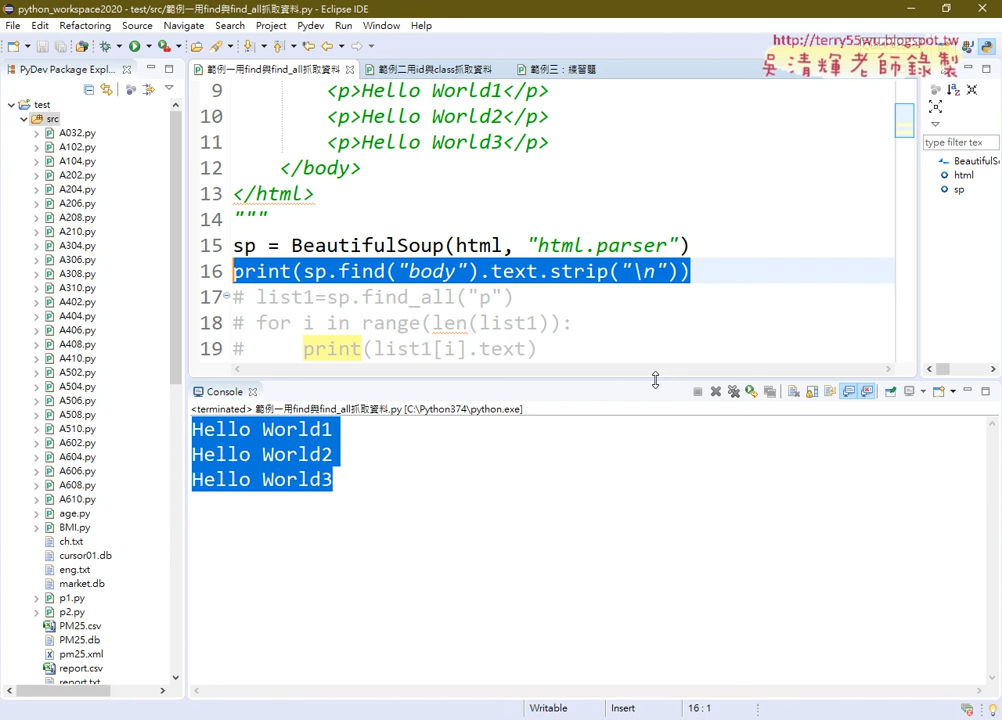 python_workspace2020 - test/src/範例一用find與find_all抓取資料.py - Eclipse IDE
File Edit Refactoring Source Navigate Search Project Pydev Run Window Help
http://terry55wu.blogspot.tw
吳清輝老師錄製
PyDev Package Expl...
範例一用find與find_all抓取資料
範例二用id與class抓取資料
範例三：練習題
test
src
A032.py
A102.py
A104.py
A202.py
A204.py
A206.py
A208.py
A210.py
A304.py
A306.py
A308.py
A310.py
A402.py
A404.py
A406.py
A408.py
A410.py
A502.py
A504.py
A506.py
A508.py
A510.py
A602.py
A604.py
A606.py
A608.py
A610.py
age.py
BMI.py
ch.txt
cursor01.db
eng.txt
market.db
p1.py
p2.py
PM25.csv
PM25.db
pm25.xml
report.csv
report.txt
9 <p>Hello World1</p>
10 <p>Hello World2</p>
11 <p>Hello World3</p>
12 </body>
13 </html>
14 """
15 sp = BeautifulSoup(html, "html.parser")
16 print(sp.find("body").text.strip("\n"))
17 # list1=sp.find_all("p")
18 # for i in range(len(list1)):
19 #     print(list1[i].text)
type filter tex
BeautifulSo
html
sp
Console
<terminated> 範例一用find與find_all抓取資料.py [C:\Python374\python.exe]
Hello World1
Hello World2
Hello World3
Writable Insert 16 : 1